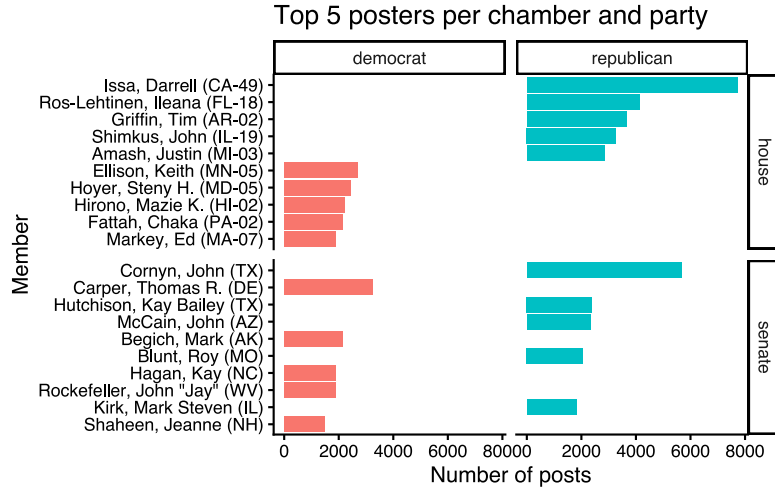 Top 5 posters per chamber and party
democrat
republican
Issa, Darrell (CA-49)
Ros-Lehtinen, Ileana (FL-18)
Griffin, Tim (AR-02)
Shimkus, John (IL-19)
Amash, Justin (MI-03)
Ellison, Keith (MN-05)
Hoyer, Steny H. (MD-05)
Hirono, Mazie K. (HI-02)
Fattah, Chaka (PA-02)
Markey, Ed (MA-07)
house
Member
Cornyn, John (TX)
Carper, Thomas R. (DE)
Hutchison, Kay Bailey (TX)
McCain, John (AZ)
Begich, Mark (AK)
Blunt, Roy (MO)
Hagan, Kay (NC)
Rockefeller, John "Jay" (WV)
Kirk, Mark Steven (IL)
Shaheen, Jeanne (NH)
senate
0 2000 4000 6000 8000 0 2000 4000 6000 8000
Number of posts